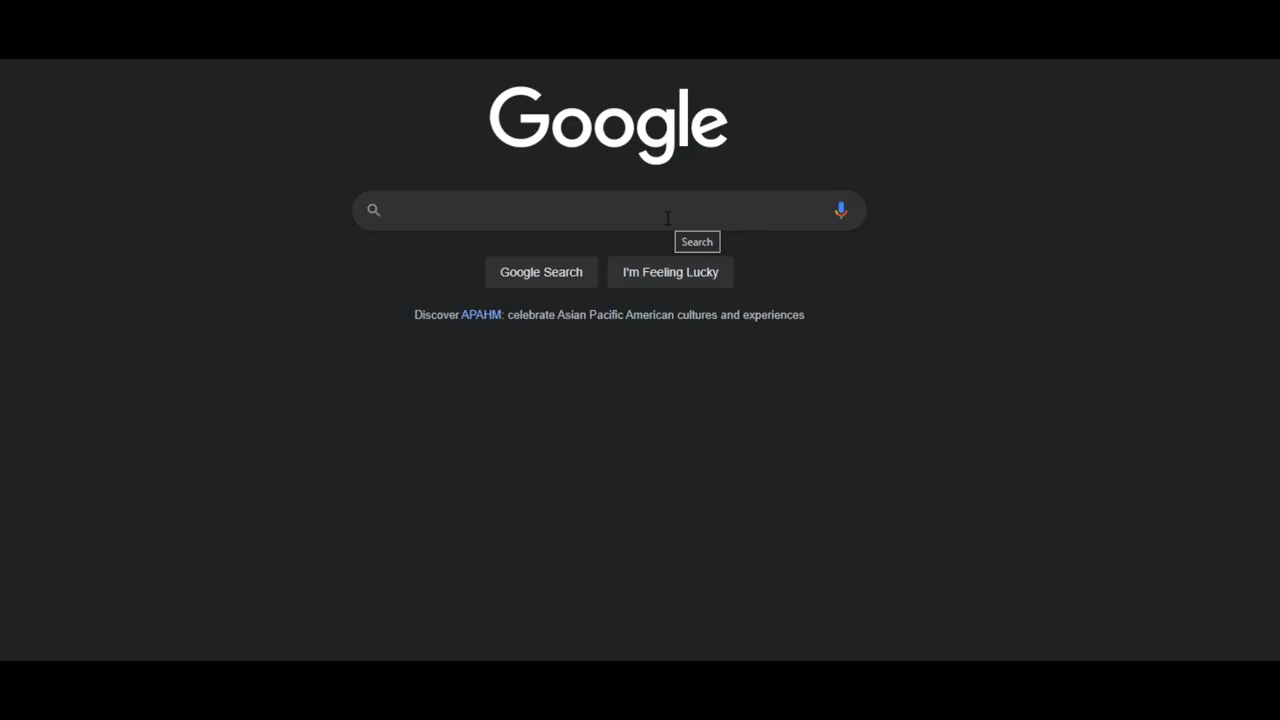 Google
Search
Google Search
I'm Feeling Lucky
Discover APAHM: celebrate Asian Pacific American cultures and experiences